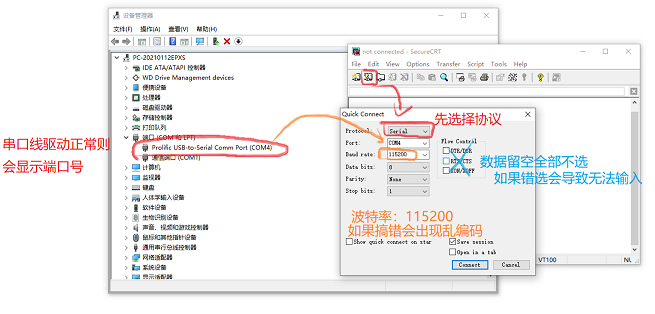 设备管理器
文件(F) 操作(A) 查看(V) 帮助(H)
PC-20210112EPXS
IDE ATA/ATAPI 控制器
WD Drive Management devices
便携设备
处理器
磁盘驱动器
存储控制器
打印队列
端口 (COM 和 LPT)
Prolific USB-to-Serial Comm Port (COM4)
通信端口 (COM1)
计算机
监视器
键盘
人体学输入设备
软件设备
生物识别设备
声音、视频和游戏控制器
鼠标和其他指针设备
通用串行总线控制器
网络适配器
系统设备
显示适配器
串口线驱动正常则
会显示端口号
not connected - SecureCRT
File Edit View Options Transfer Script Tools Help
Quick Connect
Protocol: Serial
先选择协议
Port: COM4
Baud rate: 115200
Data bits: 8
Parity: None
Stop bits: 1
Flow Control
DTR/DSR
RTS/CTS
XON/XOFF
数据留空全部不选
如果错选会导致无法输入
波特率：115200
如果搞错会出现乱编码
Show quick connect on star
Save session
Open in a tab
Connect Cancel
VT100